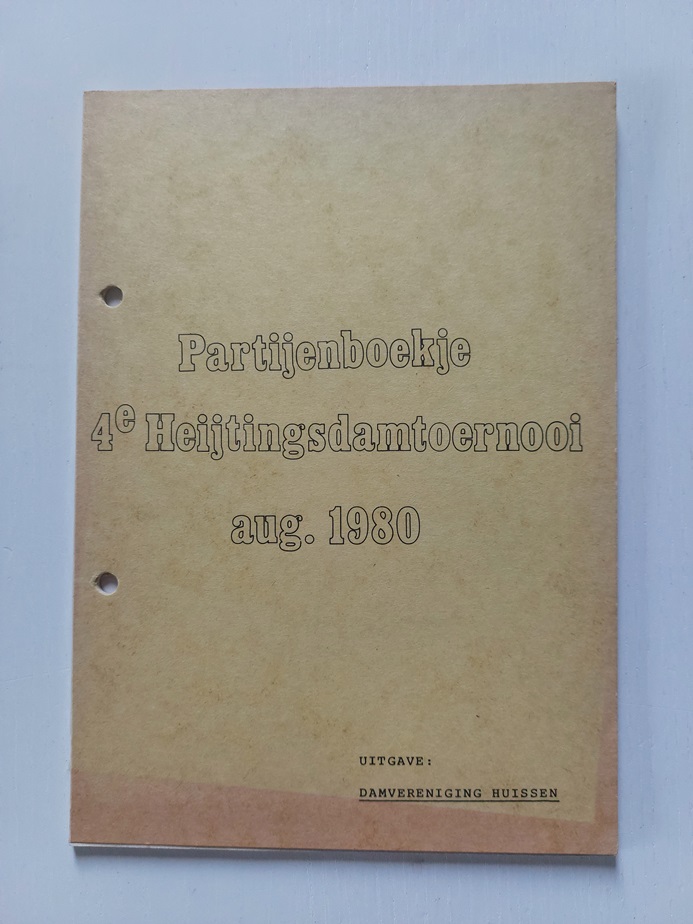 Partijenboekje
4e Heijtingsdamtoernooi
aug. 1980
UITGAVE:
DAMVERENIGING HUISSEN